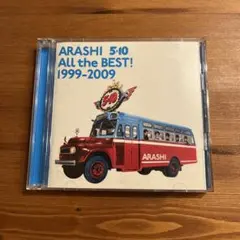 ARASHI 5×10
All the BEST!
1999-2009
ARASHI